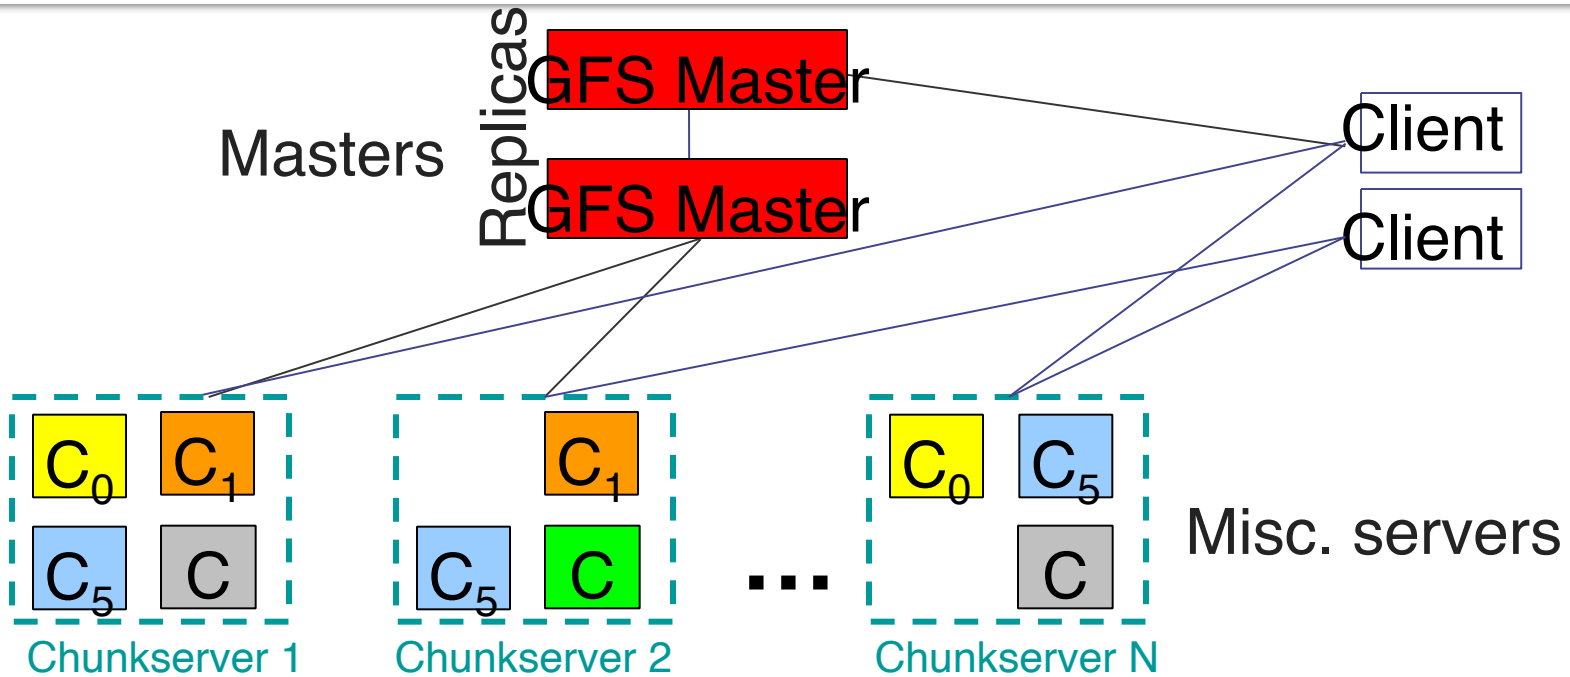 Replicas
GFS Master
Masters
GFS Master
Client
Client
C0 C1
C5 C
Chunkserver 1
C1
C5 C
Chunkserver 2
...
C0 C5
C
Chunkserver N
Misc. servers